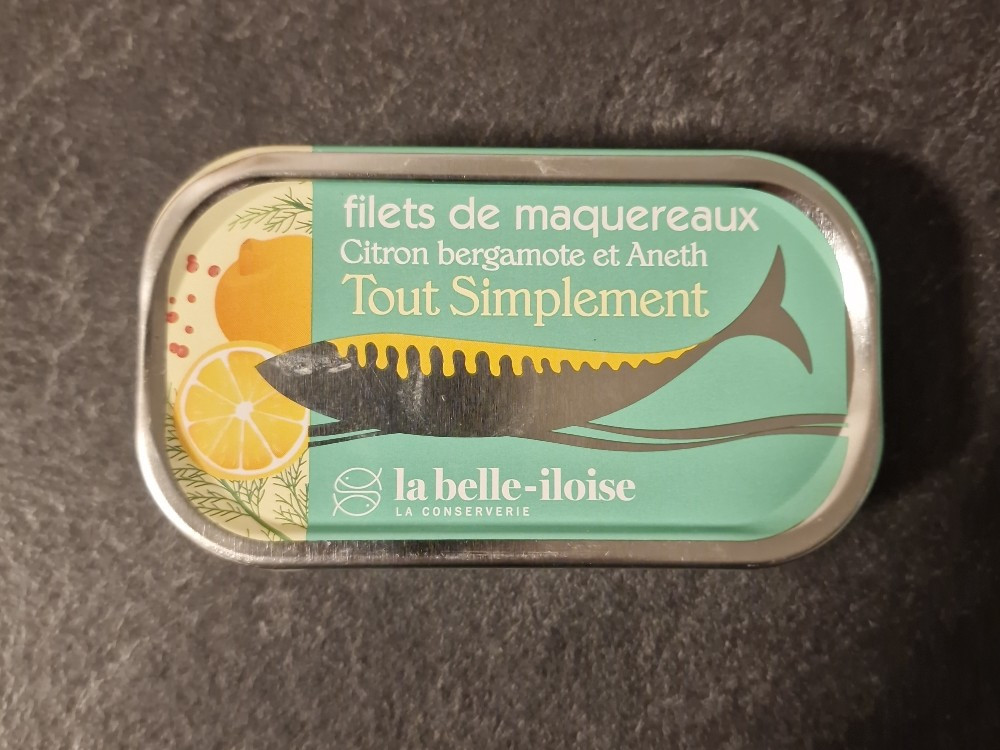 filets de maquereaux
Citron bergamote et Aneth
Tout Simplement
la belle-iloise
LA CONSERVERIE